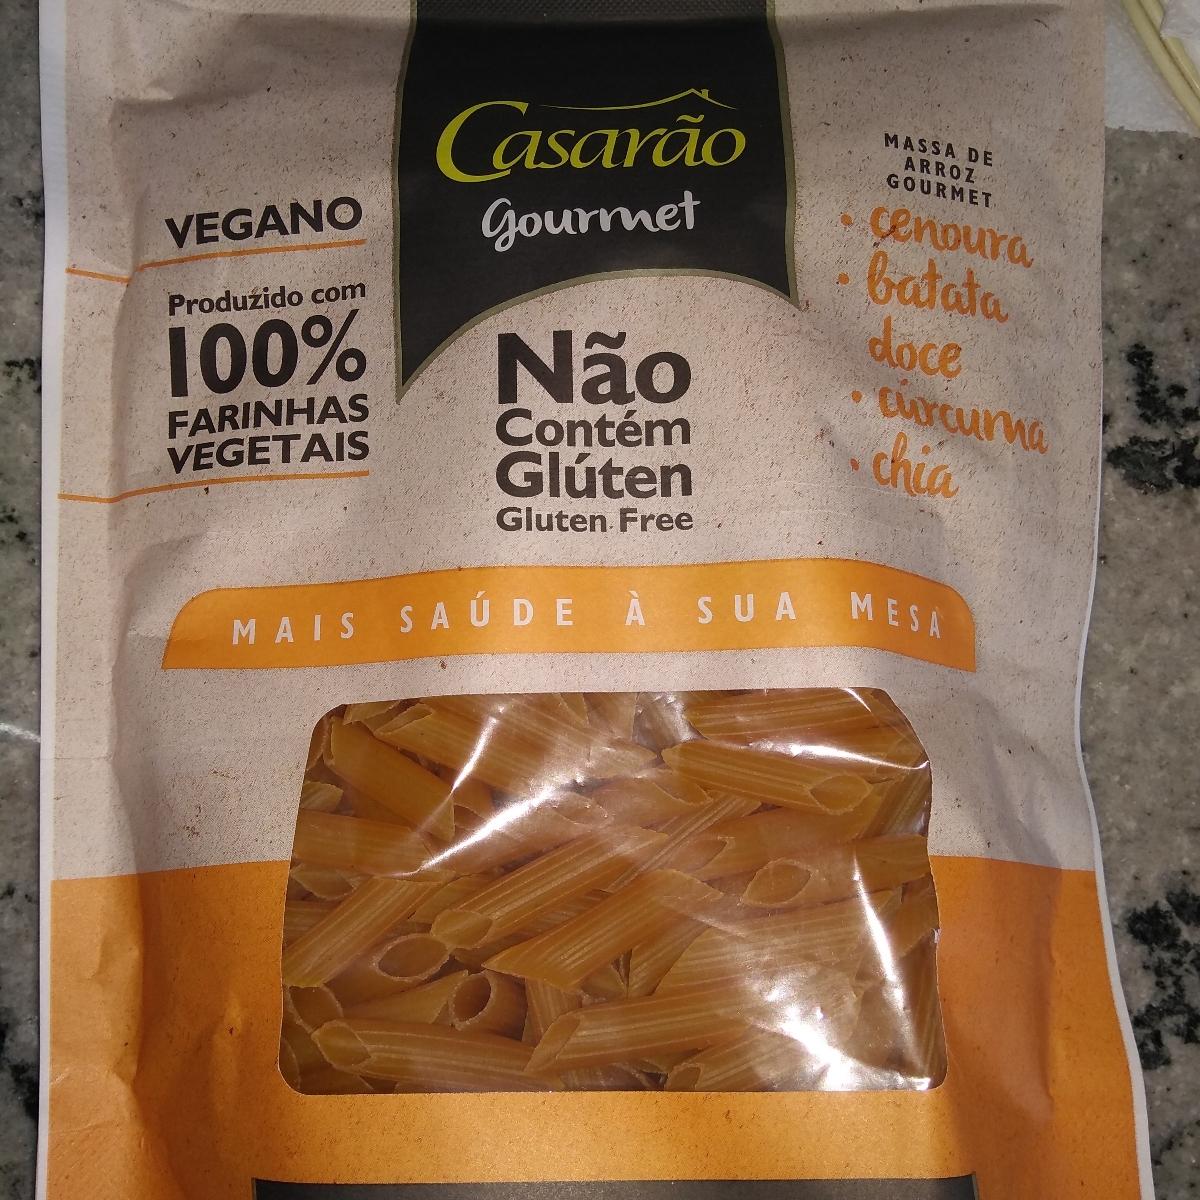 Casarão
Gourmet
VEGANO
Produzido com
100%
FARINHAS
VEGETAIS
Não
Contém
Glúten
Gluten Free
MASSA DE
ARROZ
GOURMET
• cenoura
• batata
doce
• cúrcuma
• chia
MAIS SAÚDE À SUA MESA